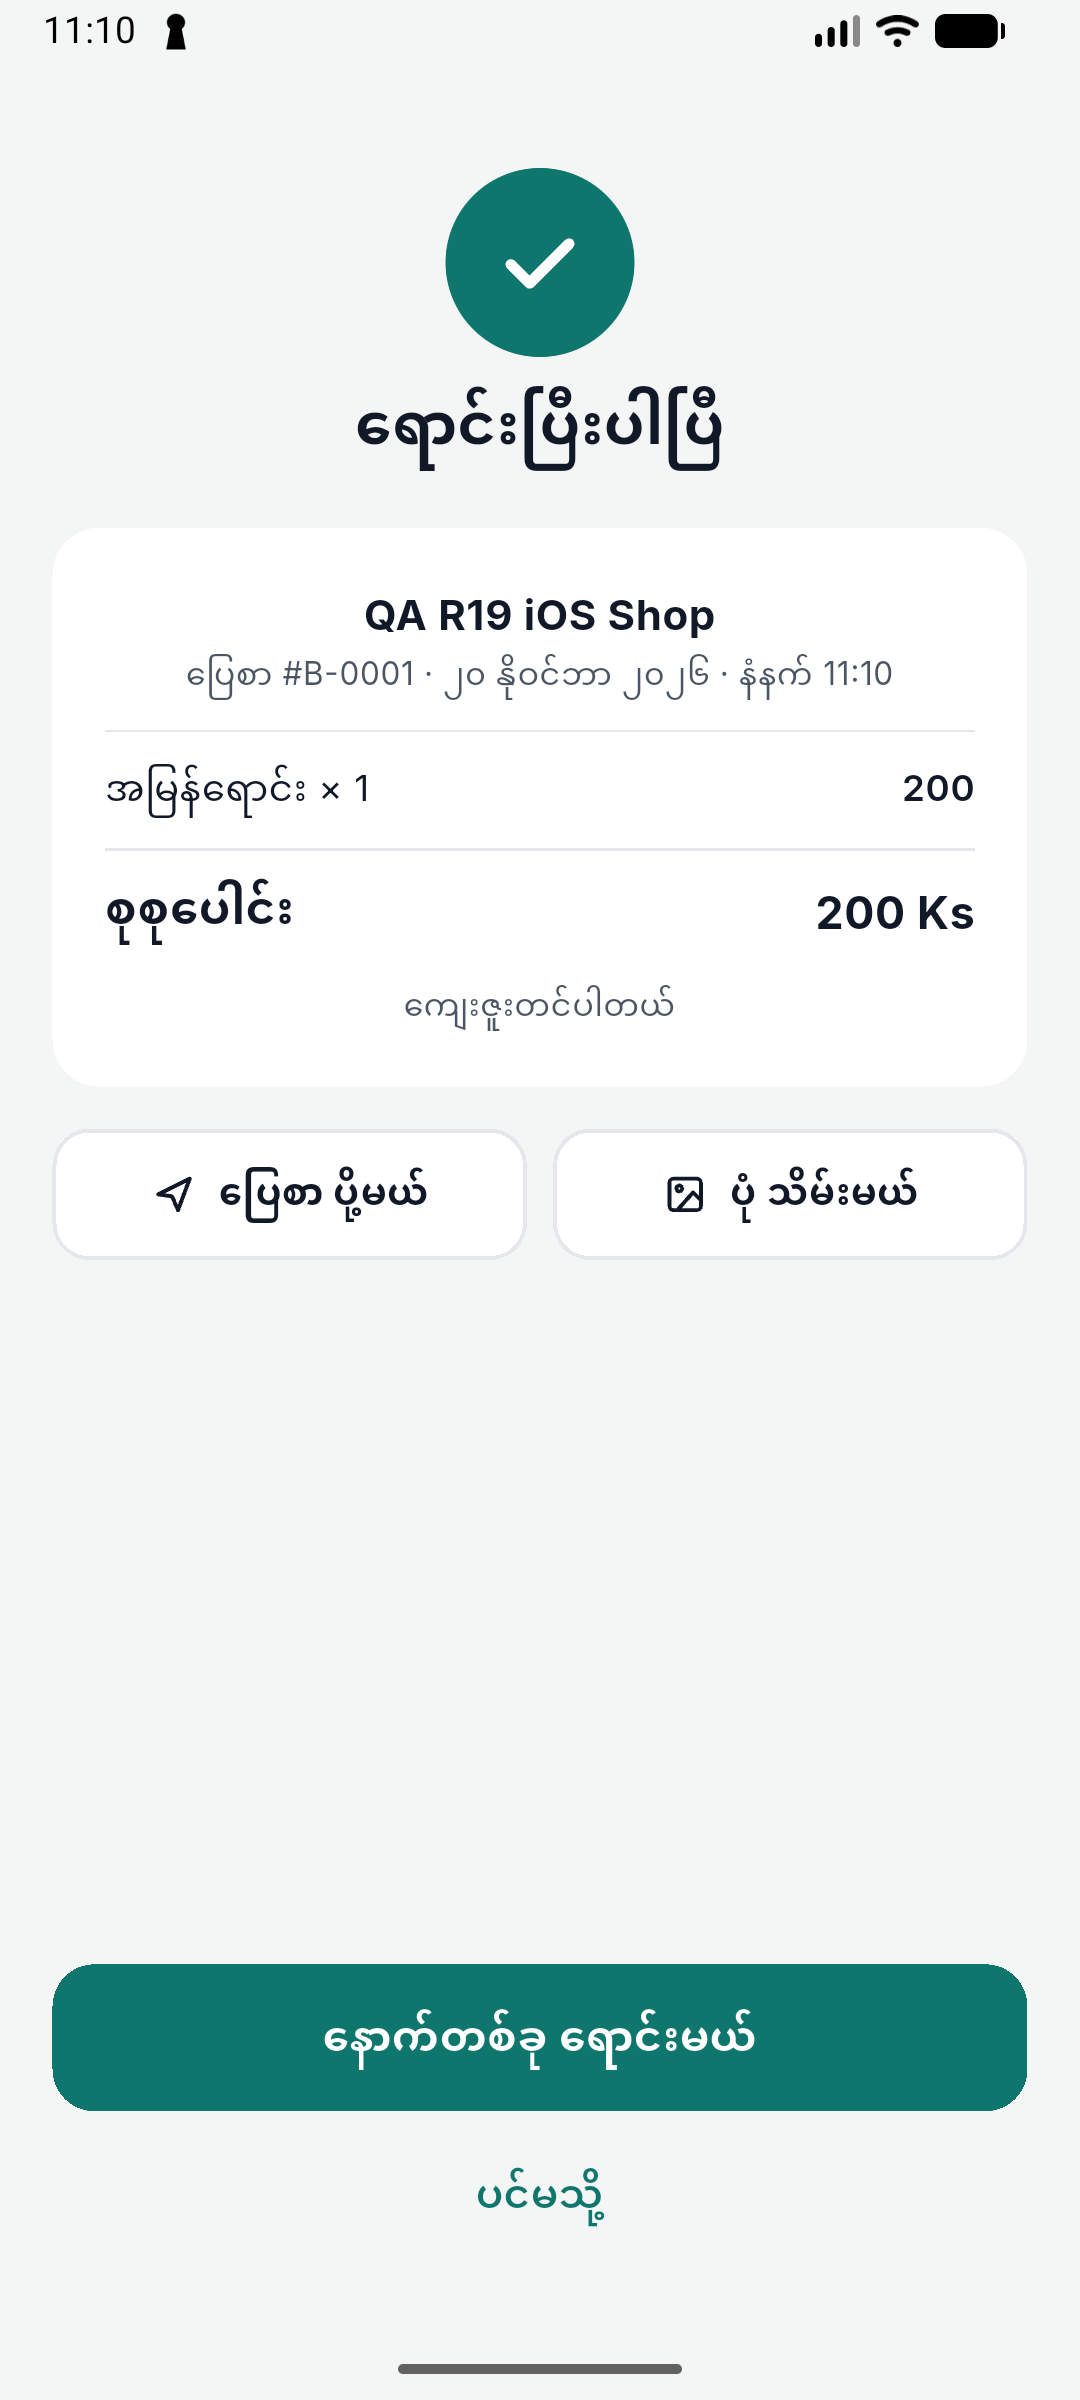 11:10
ရောင်းပြီးပါပြီ
QA R19 iOS Shop
ပြေစာ #B-0001 · ၂၀ နိုဝင်ဘာ ၂၀၂၆ · နံနက် 11:10
အမြန်ရောင်း × 1 200
စုစုပေါင်း 200 Ks
ကျေးဇူးတင်ပါတယ်
ပြေစာ ပို့မယ် ပုံ သိမ်းမယ်
နောက်တစ်ခု ရောင်းမယ်
ပင်မသို့